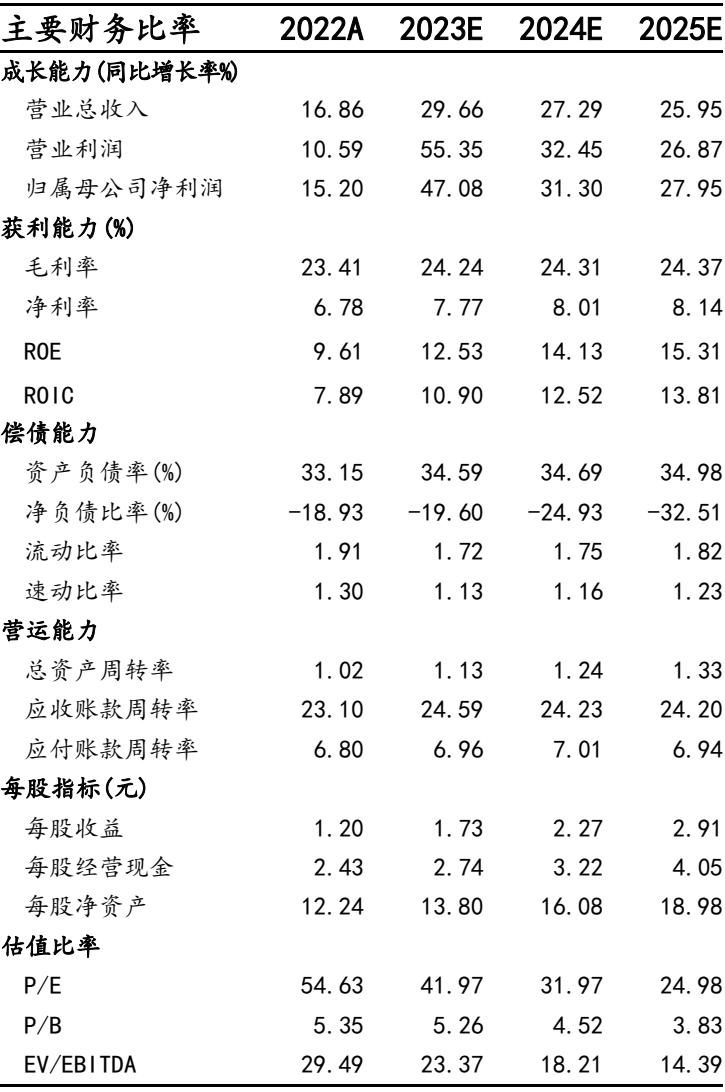 主要财务比率 2022A 2023E 2024E 2025E
成长能力(同比增长率%)
营业总收入 16.86 29.66 27.29 25.95
营业利润 10.59 55.35 32.45 26.87
归属母公司净利润 15.20 47.08 31.30 27.95
获利能力(%)
毛利率 23.41 24.24 24.31 24.37
净利率 6.78 7.77 8.01 8.14
ROE 9.61 12.53 14.13 15.31
ROIC 7.89 10.90 12.52 13.81
偿债能力
资产负债率(%) 33.15 34.59 34.69 34.98
净负债比率(%) -18.93 -19.60 -24.93 -32.51
流动比率 1.91 1.72 1.75 1.82
速动比率 1.30 1.13 1.16 1.23
营运能力
总资产周转率 1.02 1.13 1.24 1.33
应收账款周转率 23.10 24.59 24.23 24.20
应付账款周转率 6.80 6.96 7.01 6.94
每股指标(元)
每股收益 1.20 1.73 2.27 2.91
每股经营现金 2.43 2.74 3.22 4.05
每股净资产 12.24 13.80 16.08 18.98
估值比率
P/E 54.63 41.97 31.97 24.98
P/B 5.35 5.26 4.52 3.83
EV/EBITDA 29.49 23.37 18.21 14.39